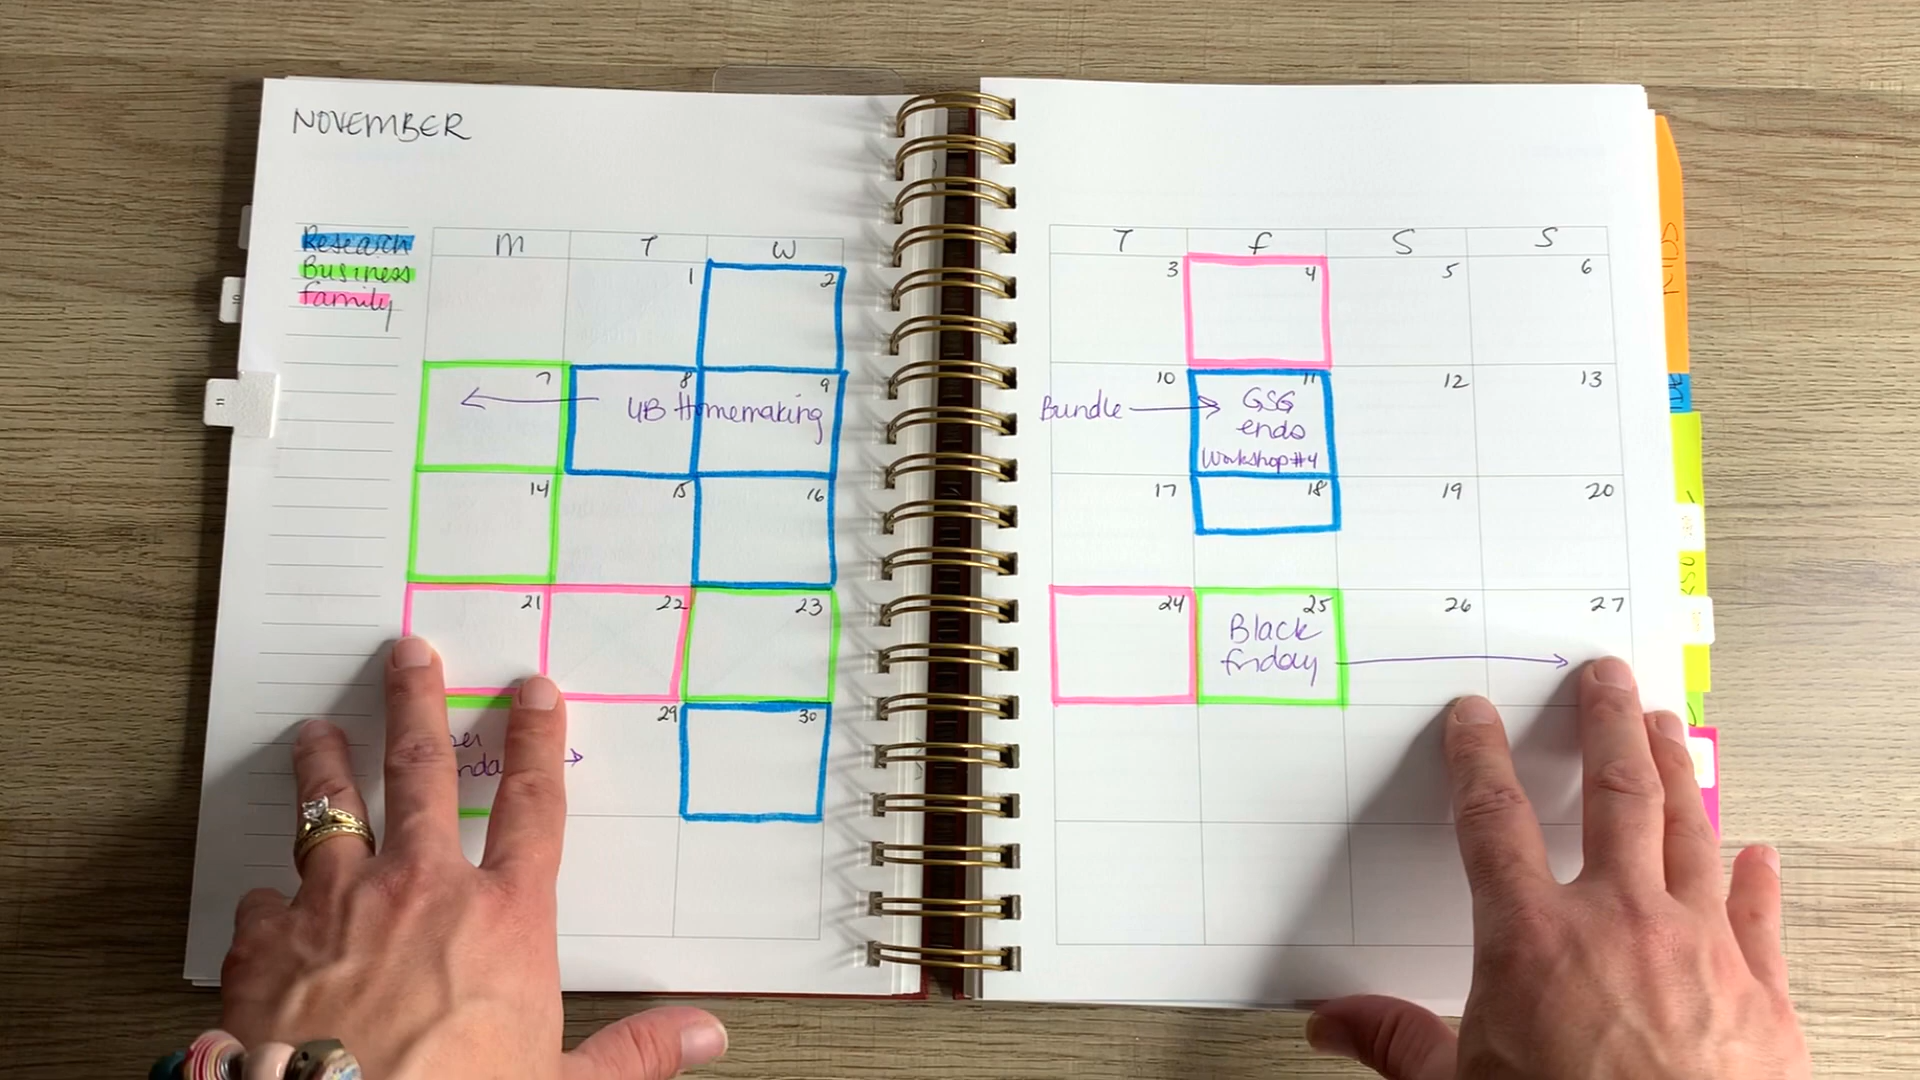 NOVEMBER
Research
Business
family
M T W
T F S S
1 2
3 4 5 6
7 8 9
10 11 12 13
UB Homemaking
Bundle
GSG
ends
Workshop #4
14 15 16
17 18 19 20
21 22 23
24 25 26 27
Black
friday
29 30
KIDS